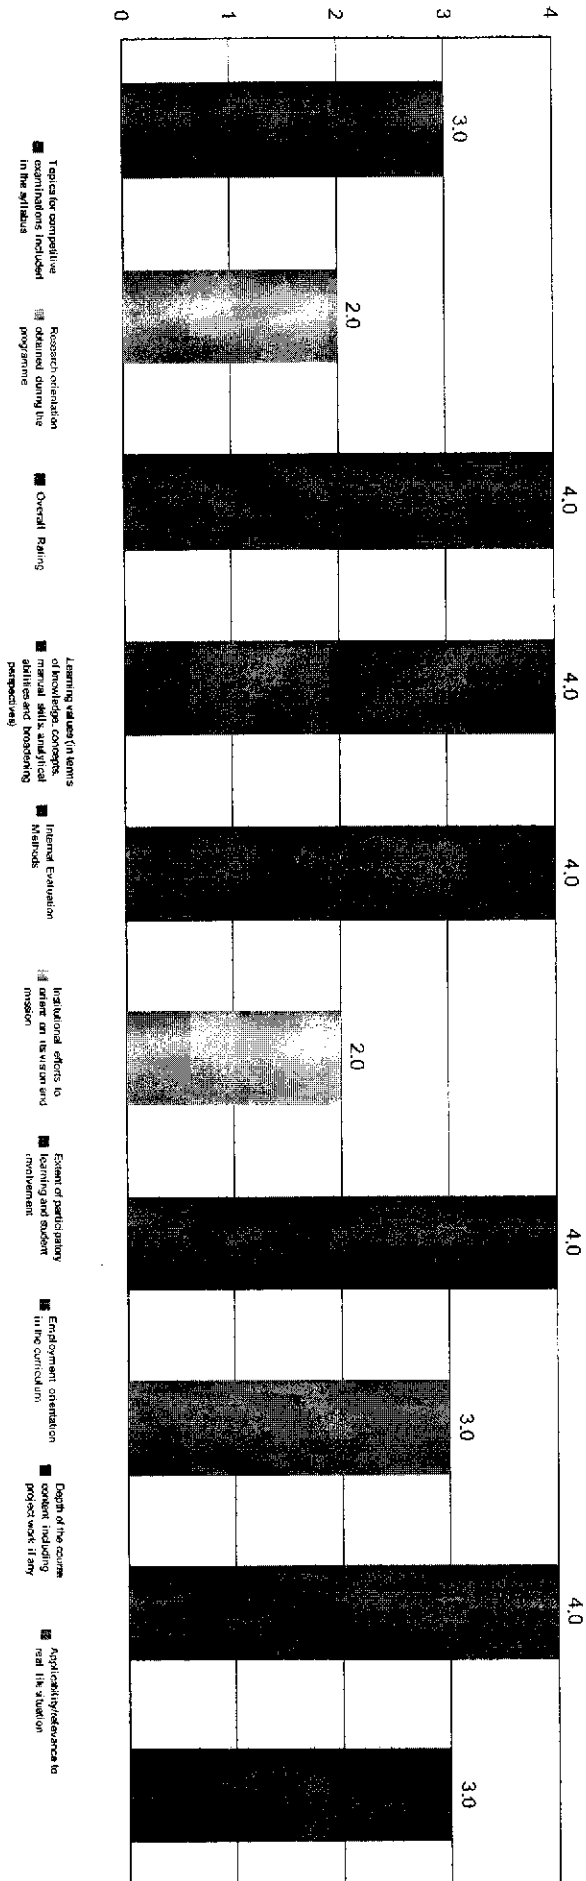 4
3
2
1
0
3.0
2.0
4.0
4.0
4.0
2.0
4.0
3.0
4.0
3.0
Topics for competitive
examinations included
in the syllabus
Research orientation
obtained during the
programme
Overall Rating
Learning values (in terms
of knowledge, concepts,
manual skills, analytical
abilities and broadening
perspectives)
Internal Evaluation
Methods
Institutional efforts to
orient on its vision and
mission
Extent of participatory
learning and student
involvement
Employment orientation
in the curriculum
Depth of the course
content including
project work if any
Applicability/relevance to
real life situation